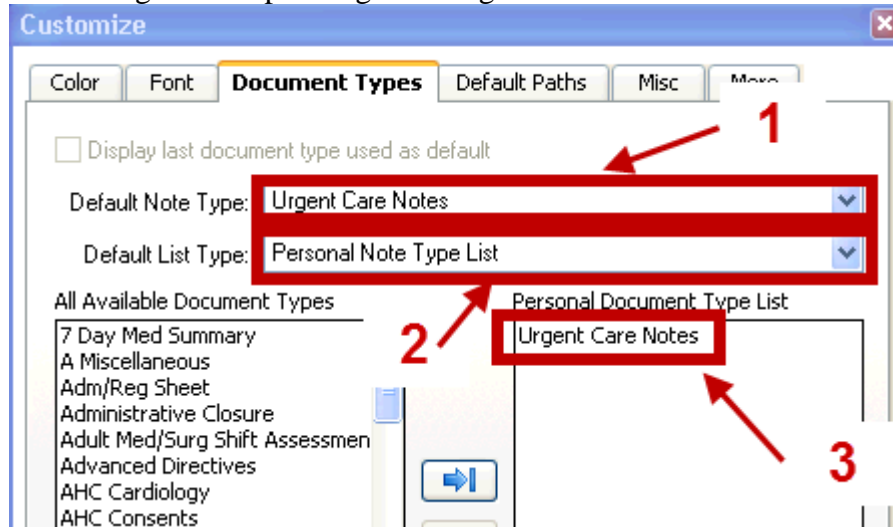 Customize
Color Font Document Types Default Paths Misc More
1
Display last document type used as default
Default Note Type: Urgent Care Notes
Default List Type: Personal Note Type List
All Available Document Types Personal Document Type List
2
7 Day Med Summary Urgent Care Notes
A Miscellaneous
Adm/Reg Sheet
Administrative Closure
Adult Med/Surg Shift Assessmen
3
Advanced Directives
AHC Cardiology
AHC Consents